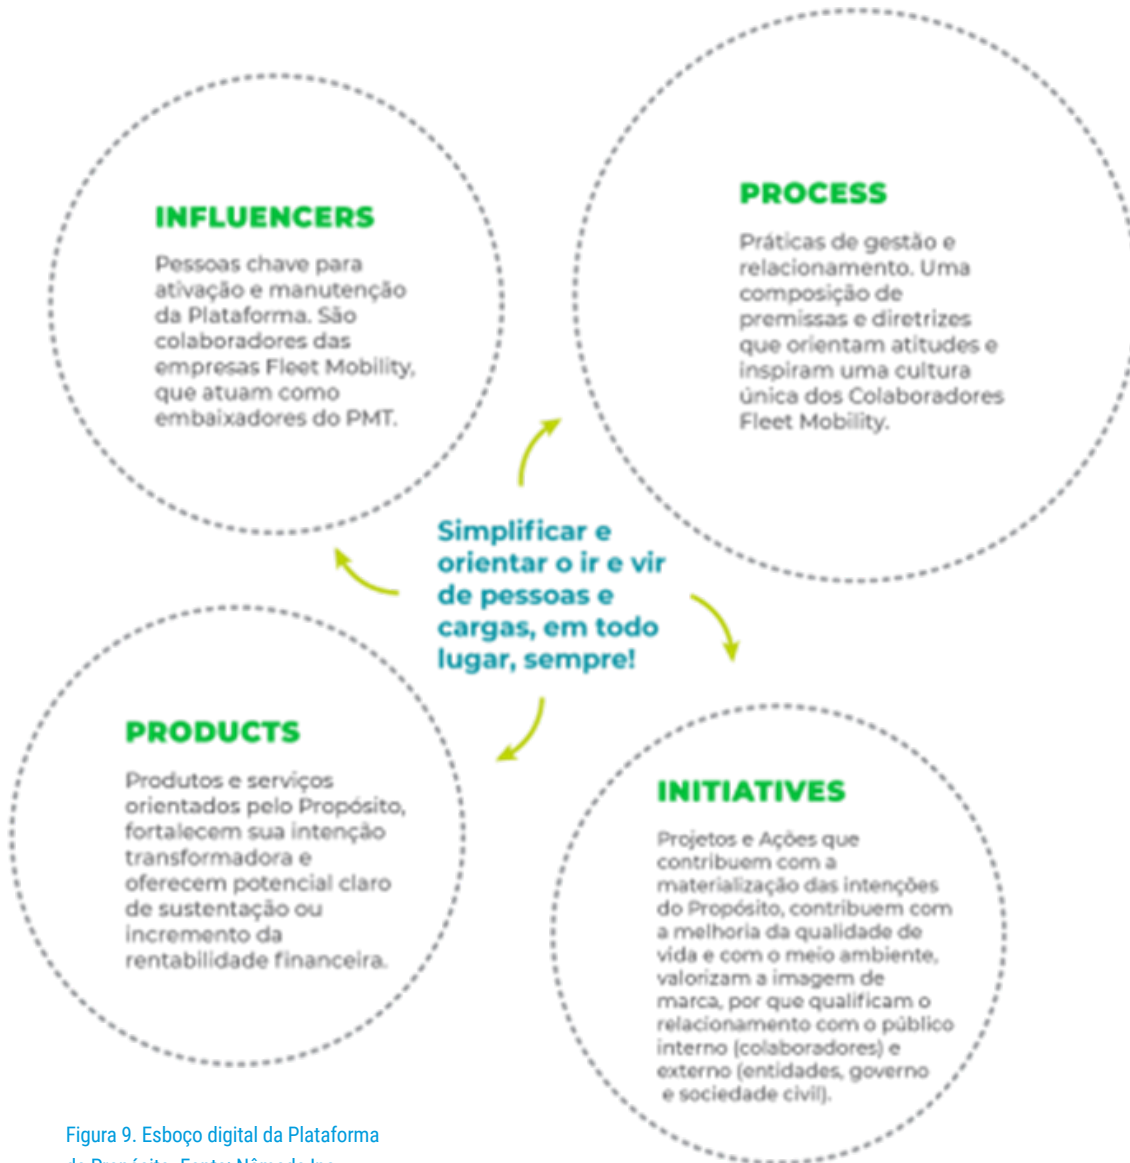 INFLUENCERS
Pessoas chave para
ativação e manutenção
da Plataforma. São
colaboradores das
empresas Fleet Mobility,
que atuam como
embaixadores do PMT.
PROCESS
Práticas de gestão e
relacionamento. Uma
composição de
premissas e diretrizes
que orientam atitudes e
inspiram uma cultura
única dos Colaboradores
Fleet Mobility.
Simplificar e
orientar o ir e vir
de pessoas e
cargas, em todo
lugar, sempre!
PRODUCTS
Produtos e serviços
orientados pelo Propósito,
fortalecem sua intenção
transformadora e
oferecem potencial claro
de sustentação ou
incremento da
rentabilidade financeira.
INITIATIVES
Projetos e Ações que
contribuem com a
materialização das intenções
do Propósito, contribuem com
a melhoria da qualidade de
vida e com o meio ambiente,
valorizam a imagem de
marca, por que qualificam o
relacionamento com o público
interno (colaboradores) e
externo (entidades, governo
e sociedade civil).
Figura 9. Esboço digital da Plataforma